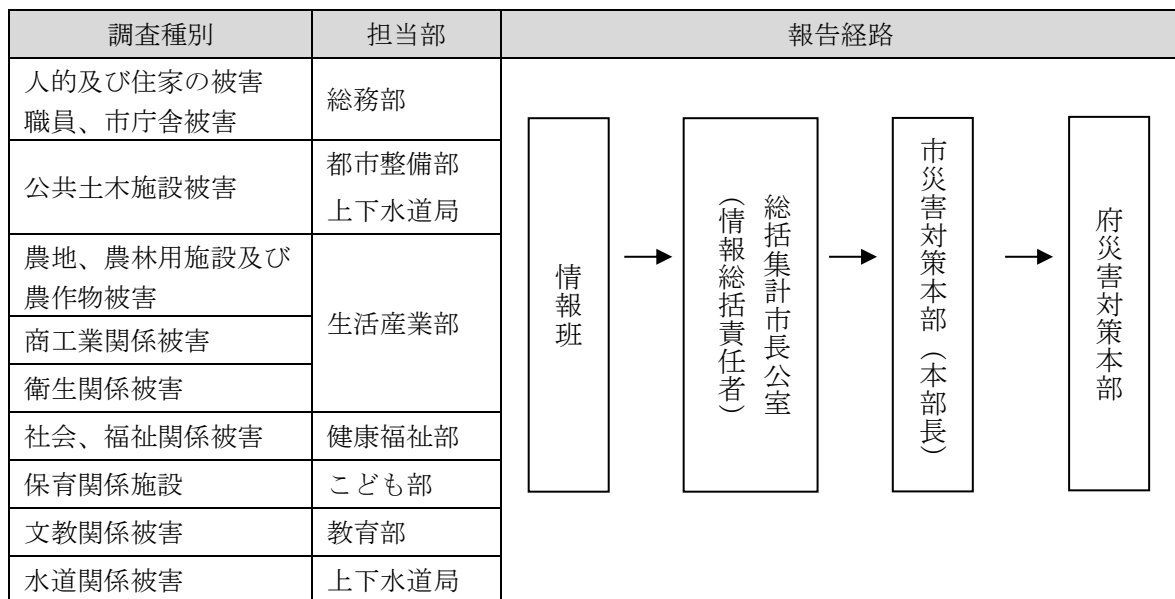 調査種別
担当部
報告経路
人的及び住家の被害
職員、市庁舎被害
総務部
公共土木施設被害
都市整備部
上下水道局
農地、農林用施設及び
農作物被害
商工業関係被害
衛生関係被害
生活産業部
社会、福祉関係被害
健康福祉部
保育関係施設
こども部
文教関係被害
教育部
水道関係被害
上下水道局
情報班
総括集計市長公室
(情報総括責任者)
市災害対策本部(本部長)
府災害対策本部